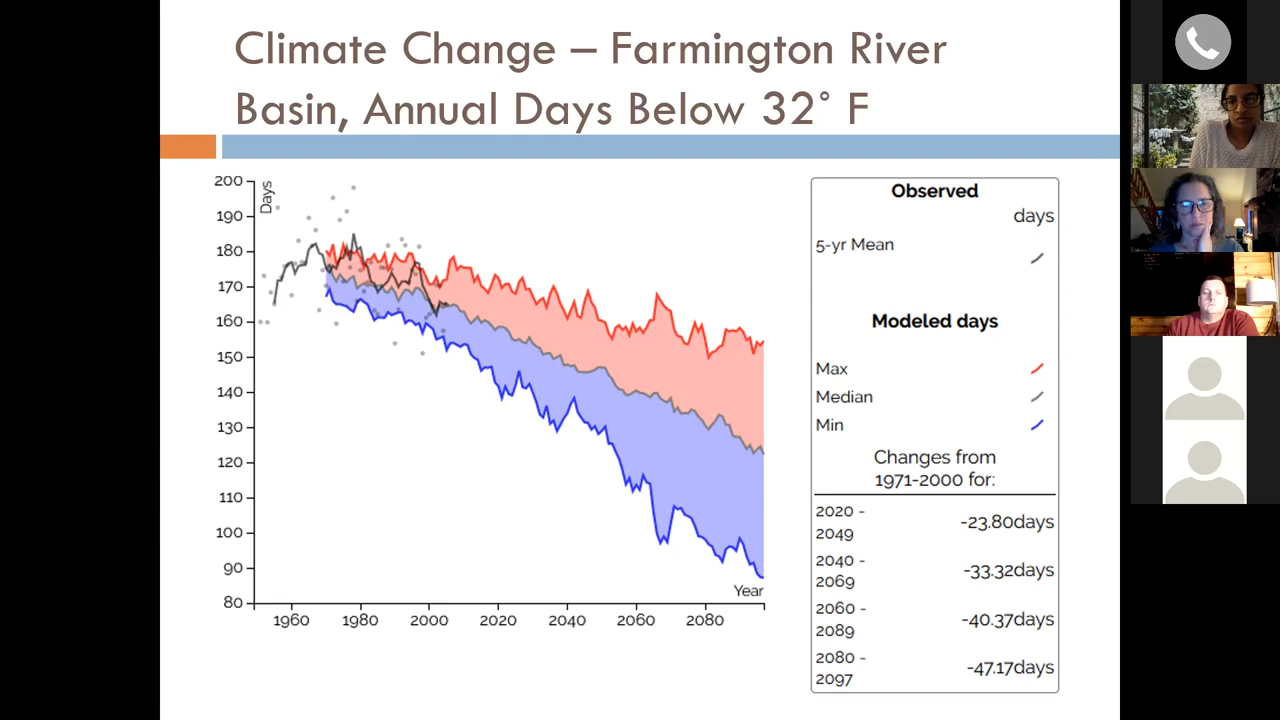 Climate Change – Farmington River
Basin, Annual Days Below 32˚ F
Days
200
190
180
170
160
150
140
130
120
110
100
90
80
1960
1980
2000
2020
2040
2060
2080
Year
Observed
days
5-yr Mean
Modeled days
Max
Median
Min
Changes from
1971-2000 for:
2020 -
2049
-23.80days
2040 -
2069
-33.32days
2060 -
2089
-40.37days
2080 -
2097
-47.17days